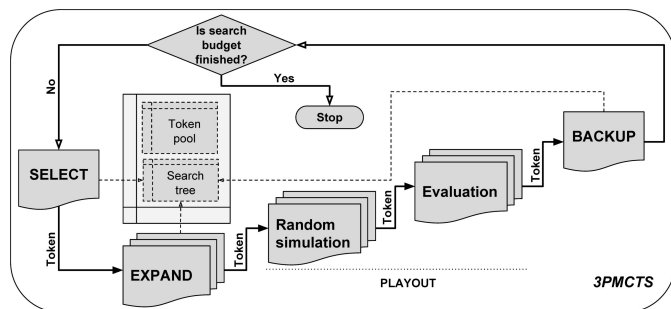 Is search
budget
finished?
No
Yes
Stop
Token
pool
Search
tree
SELECT
BACKUP
Token
Evaluation
Token
Random
simulation
Token
EXPAND
Token
PLAYOUT
3PMCTS